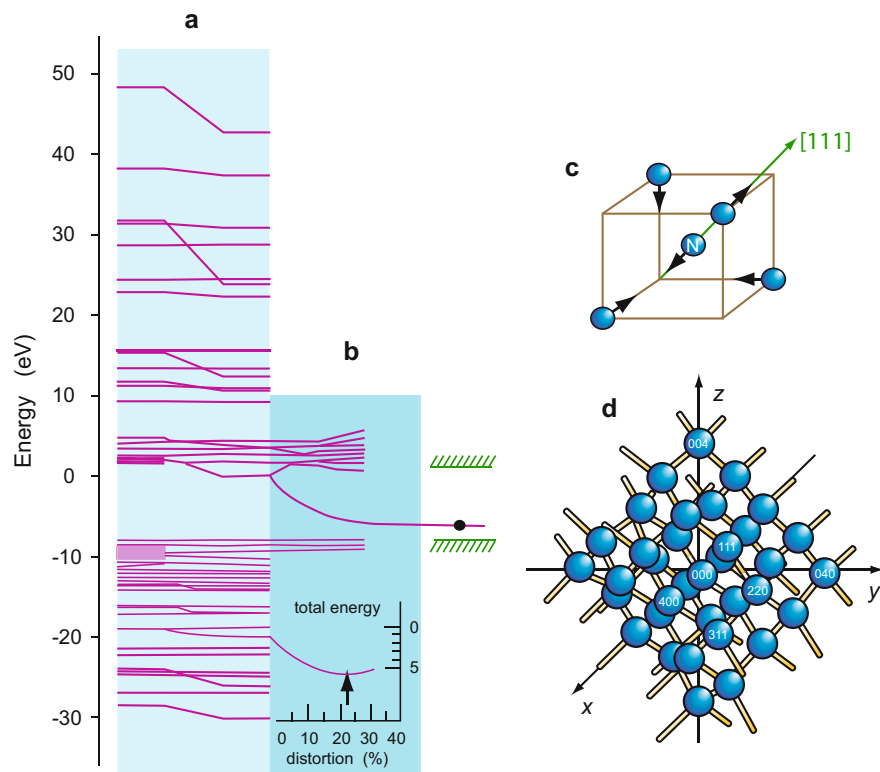 a
50
40
30
20
10
0
-10
-20
-30
Energy (eV)
b
total energy
0
5
0 10 20 30 40
distortion (%)
c
[111]
N
d
z
004
111
000
040
y
400
220
311
x